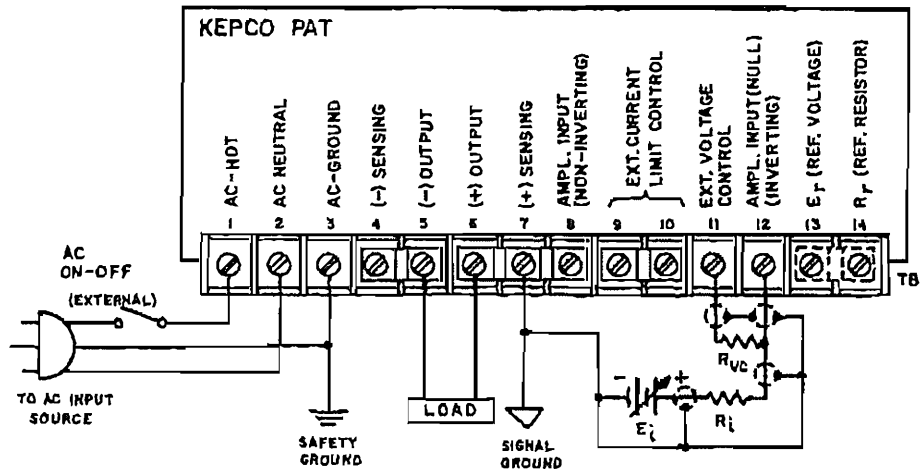 KEPCO PAT
AC-HOT
AC NEUTRAL
AC-GROUND
(-) SENSING
(-) OUTPUT
(+) OUTPUT
(+) SENSING
AMPL. INPUT
(NON-INVERTING)
EXT. CURRENT
LIMIT CONTROL
EXT. VOLTAGE
CONTROL
AMPL. INPUT (NULL)
(INVERTING)
Er (REF. VOLTAGE)
Rr (REF. RESISTOR)
1 2 3 4 5 6 7 8 9 10 11 12 13 14
TB
AC
ON-OFF
(EXTERNAL)
TO AC INPUT
SOURCE
SAFETY
GROUND
LOAD
SIGNAL
GROUND
- +
Ei
Ri
RVC